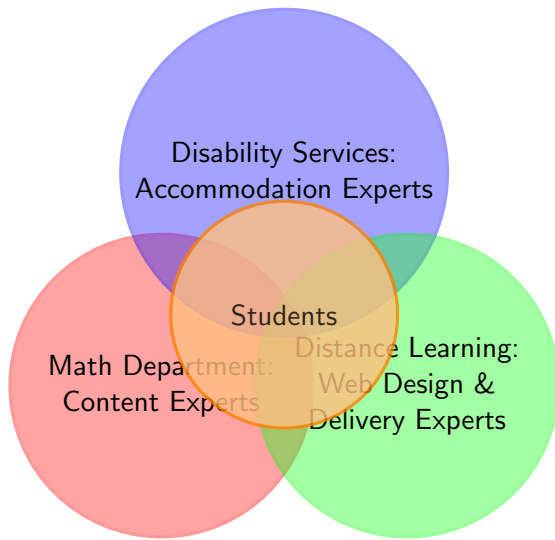 Disability Services:
Accommodation Experts
Students
Math Department:
Content Experts
Distance Learning:
Web Design &
Delivery Experts